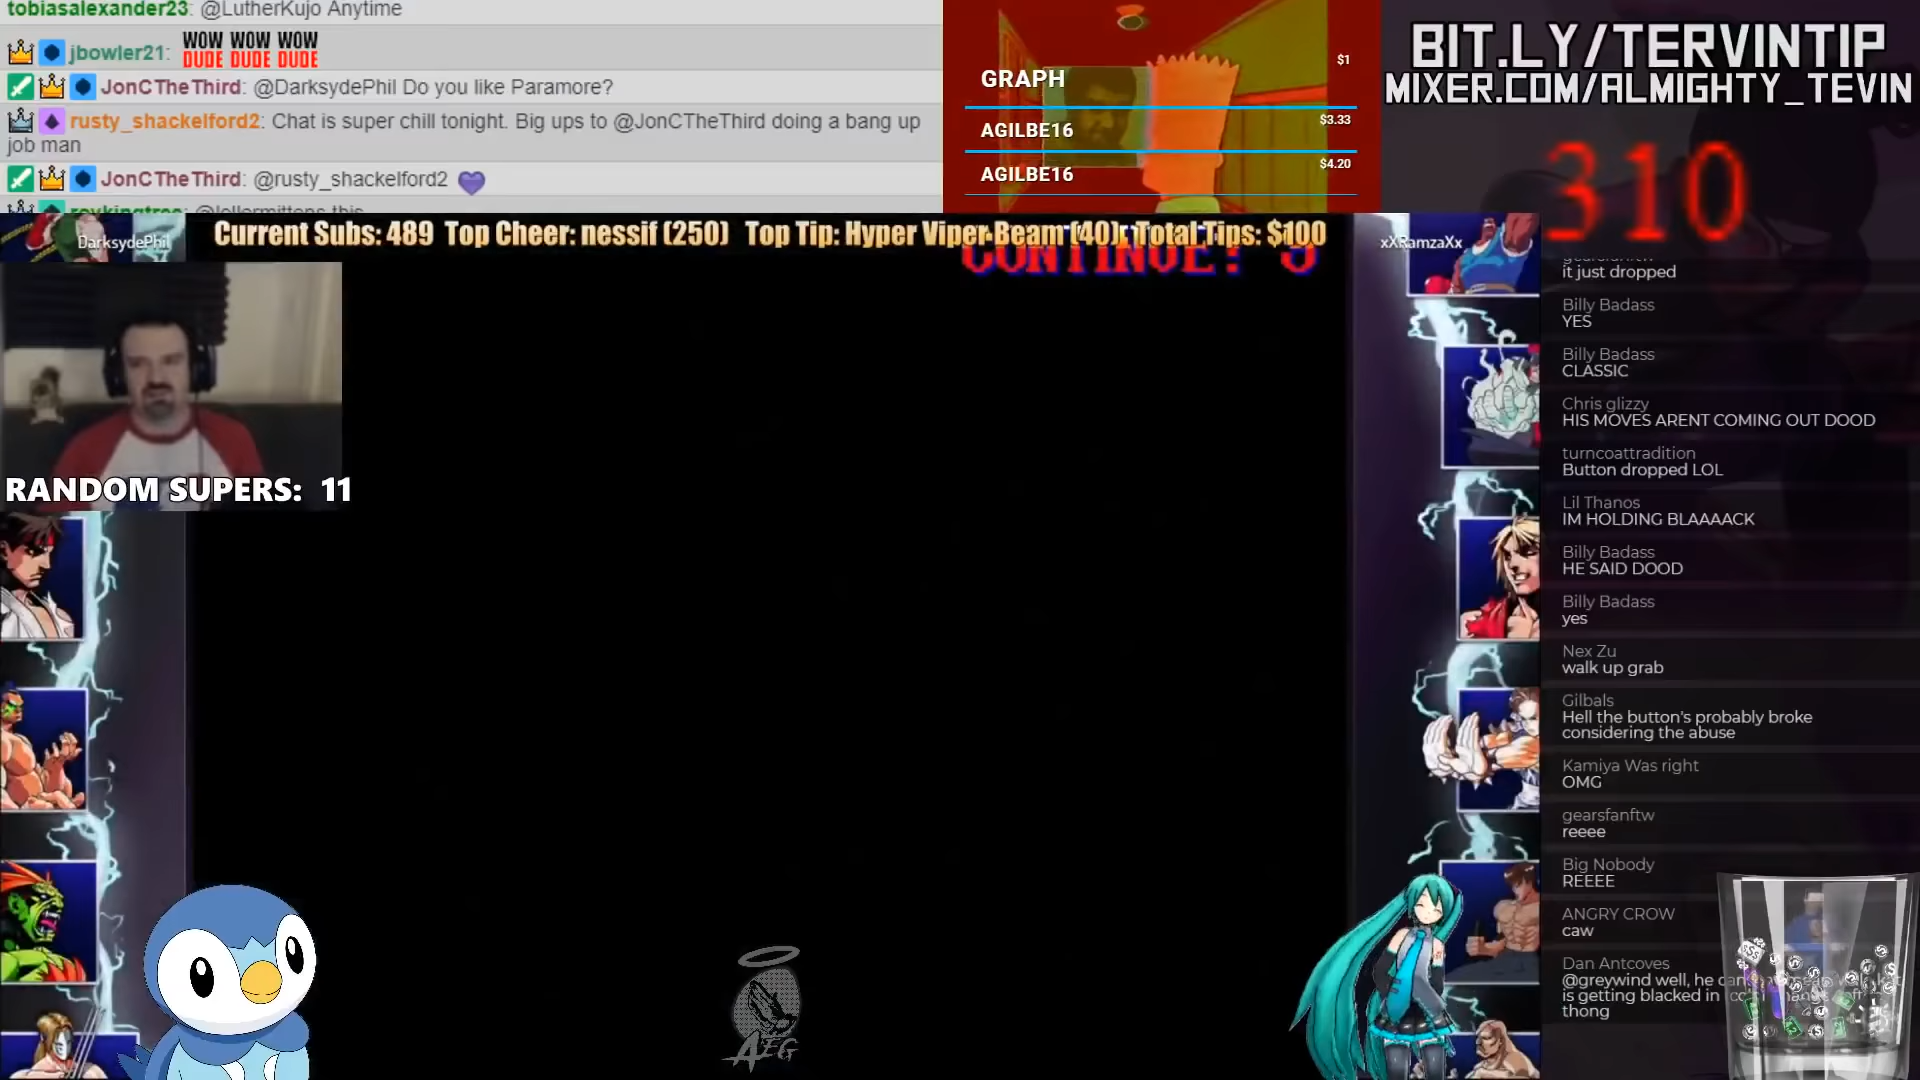 tobiasalexander23: @LutherKujo Anytime
jbowler21: WOW WOW WOW
DUDE DUDE DUDE
JonCTheThird: @DarksydePhil Do you like Paramore?
rusty_shackelford2: Chat is super chill tonight. Big ups to @JonCTheThird doing a bang up
job man
JonCTheThird: @rusty_shackelford2
GRAPH $1
AGILBE16 $3.33
AGILBE16 $4.20
BIT.LY/TERVINTIP
MIXER.COM/ALMIGHTY_TEVIN
310
DarksydePhil
Current Subs: 489 Top Cheer: nessif (250) Top Tip: Hyper Viper Beam (40) Total Tips: $100
xXRamzaXx
CONTINUE?
RANDOM SUPERS: 11
gearsfanftw
it just dropped
Billy Badass
YES
Billy Badass
CLASSIC
Chris glizzy
HIS MOVES ARENT COMING OUT DOOD
turncoattradition
Button dropped LOL
Lil Thanos
IM HOLDING BLAAAACK
Billy Badass
HE SAID DOOD
Billy Badass
yes
Nex Zu
walk up grab
Gilbals
Hell the button's probably broke
considering the abuse
Kamiya Was right
OMG
gearsfanftw
reeee
Big Nobody
REEEE
ANGRY CROW
caw
Dan Antcoves
@greywind well, he
is getting blacked in
thong
AEG